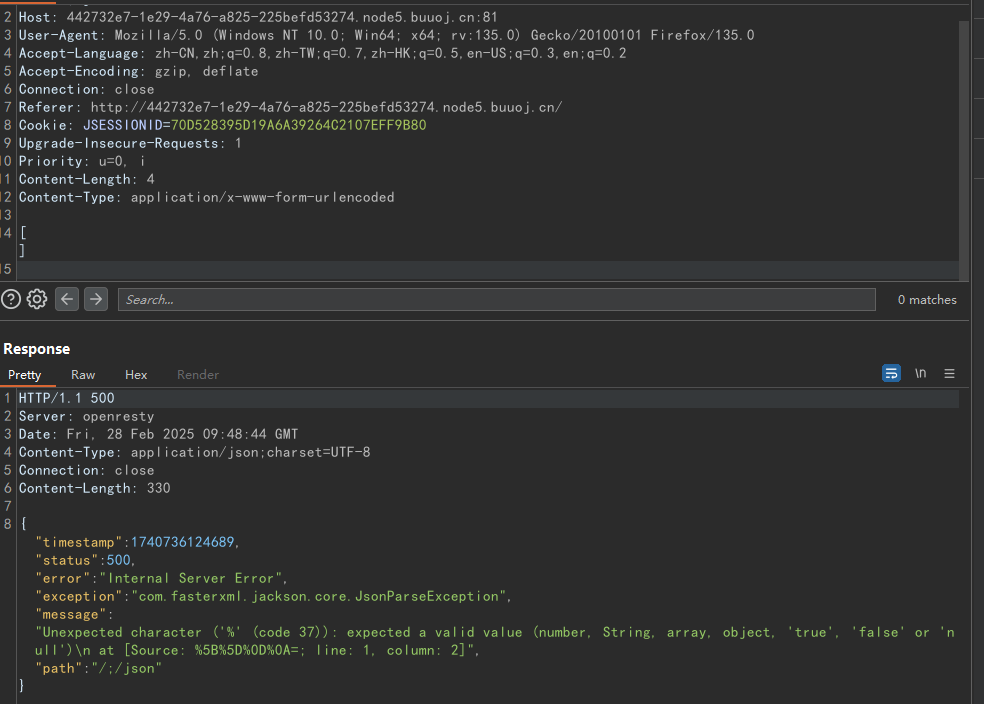 2 Host: 442732e7-1e29-4a76-a825-225befd53274.node5.buuoj.cn:81
3 User-Agent: Mozilla/5.0 (Windows NT 10.0; Win64; x64; rv:135.0) Gecko/20100101 Firefox/135.0
4 Accept-Language: zh-CN,zh;q=0.8,zh-TW;q=0.7,zh-HK;q=0.5,en-US;q=0.3,en;q=0.2
5 Accept-Encoding: gzip, deflate
6 Connection: close
7 Referer: http://442732e7-1e29-4a76-a825-225befd53274.node5.buuoj.cn/
8 Cookie: JSESSIONID=70D528395D19A6A39264C2107EFF9B80
9 Upgrade-Insecure-Requests: 1
10 Priority: u=0, i
11 Content-Length: 4
12 Content-Type: application/x-www-form-urlencoded
13
14 [
]
15
Search...
0 matches
Response
Pretty Raw Hex Render
\n
1 HTTP/1.1 500
2 Server: openresty
3 Date: Fri, 28 Feb 2025 09:48:44 GMT
4 Content-Type: application/json;charset=UTF-8
5 Connection: close
6 Content-Length: 330
7
8 {
"timestamp":1740736124689,
"status":500,
"error":"Internal Server Error",
"exception":"com.fasterxml.jackson.core.JsonParseException",
"message":
"Unexpected character ('%' (code 37)): expected a valid value (number, String, array, object, 'true', 'false' or 'n
ull')\n at [Source: %5B%5D%0D%0A=; line: 1, column: 2]",
"path":"/;/json"
}